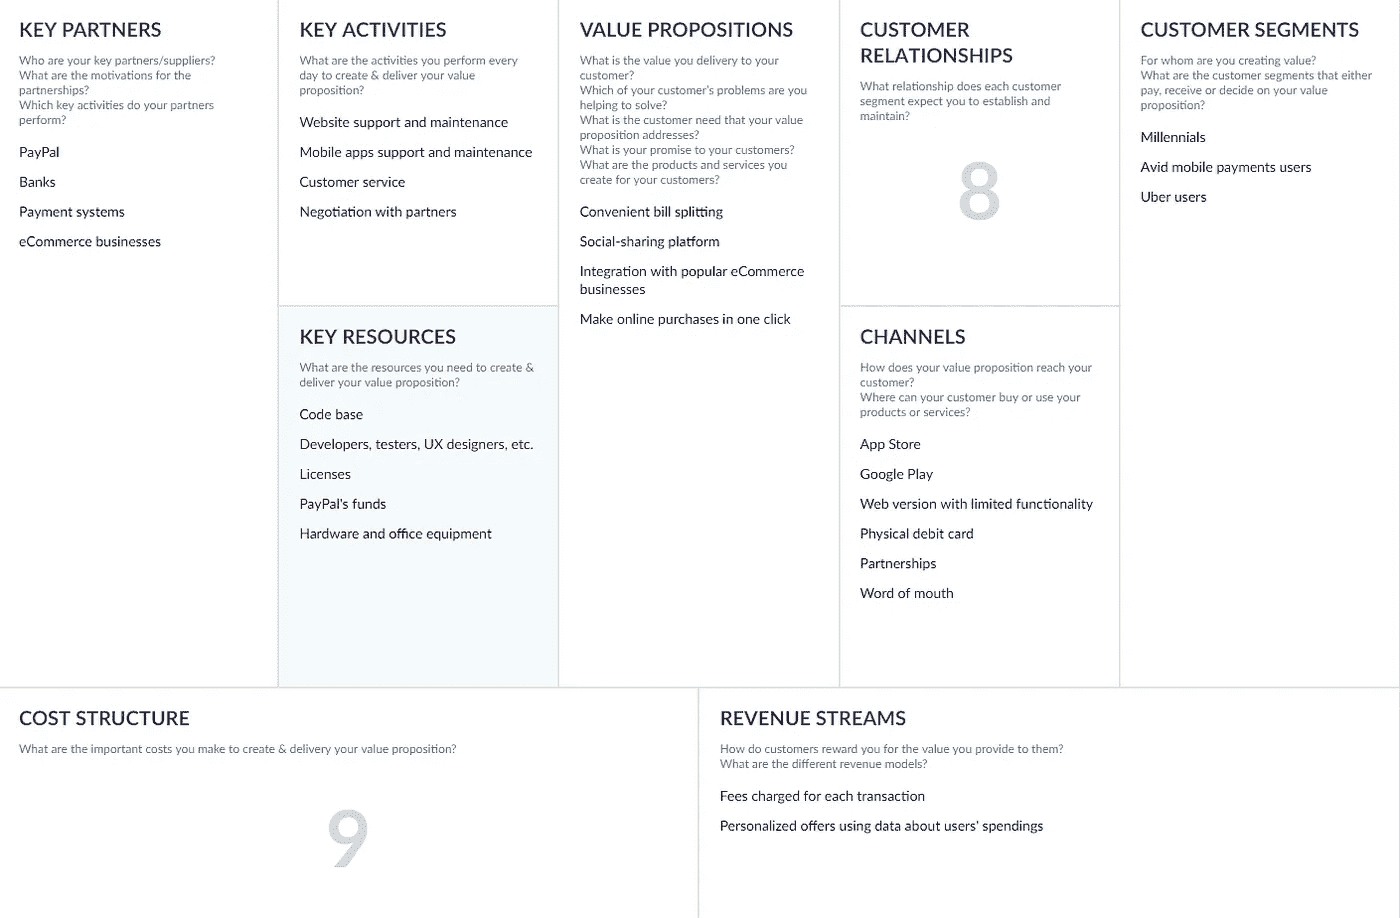 KEY PARTNERS
Who are your key partners/suppliers?
What are the motivations for the
partnerships?
Which key activities do your partners
perform?
PayPal
Banks
Payment systems
eCommerce businesses
KEY ACTIVITIES
What are the activities you perform every
day to create & deliver your value
proposition?
Website support and maintenance
Mobile apps support and maintenance
Customer service
Negotiation with partners
KEY RESOURCES
What are the resources you need to create &
deliver your value proposition?
Code base
Developers, testers, UX designers, etc.
Licenses
PayPal's funds
Hardware and office equipment
VALUE PROPOSITIONS
What is the value you delivery to your
customer?
Which of your customer's problems are you
helping to solve?
What is the customer need that your value
proposition addresses?
What is your promise to your customers?
What are the products and services you
create for your customers?
Convenient bill splitting
Social-sharing platform
Integration with popular eCommerce
businesses
Make online purchases in one click
CUSTOMER
RELATIONSHIPS
What relationship does each customer
segment expect you to establish and
maintain?
8
CHANNELS
How does your value proposition reach your
customer?
Where can your customer buy or use your
products or services?
App Store
Google Play
Web version with limited functionality
Physical debit card
Partnerships
Word of mouth
CUSTOMER SEGMENTS
For whom are you creating value?
What are the customer segments that either
pay, receive or decide on your value
proposition?
Millennials
Avid mobile payments users
Uber users
COST STRUCTURE
What are the important costs you make to create & delivery your value proposition?
9
REVENUE STREAMS
How do customers reward you for the value you provide to them?
What are the different revenue models?
Fees charged for each transaction
Personalized offers using data about users' spendings